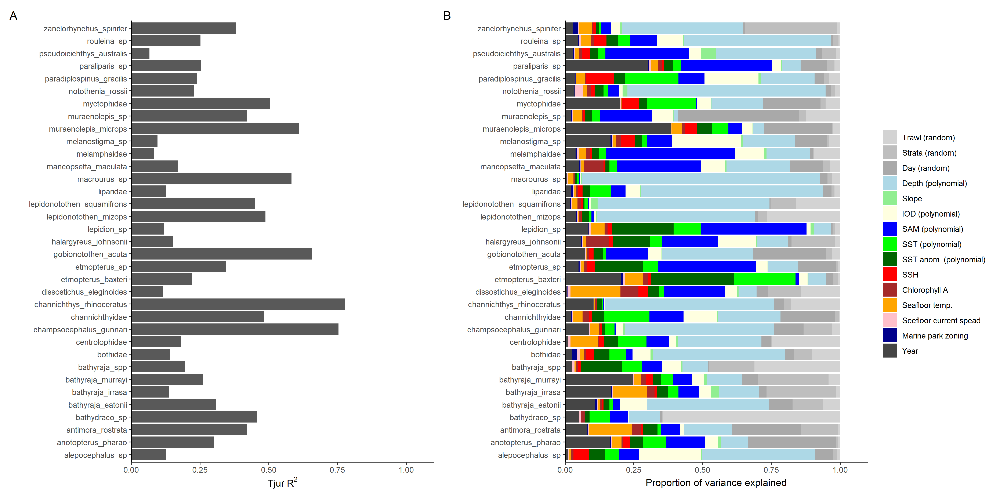 A
zanclorhynchus_spinifer
rouleina_sp
pseudoicichthys_australis
paraliparis_sp
paradiplospinus_gracilis
notothenia_rossii
myctophidae
muraenolepis_sp
muraenolepis_microps
melanostigma_sp
melamphaidae
mancopsetta_maculata
macrourus_sp
liparidae
lepidonotothen_squamifrons
lepidonotothen_mizops
lepidion_sp
halargyreus_johnsonii
gobionotothen_acuta
etmopterus_sp
etmopterus_baxteri
dissostichus_eleginoides
channichthys_rhinoceratus
channichthyidae
champsocephalus_gunnari
centrolophidae
bothidae
bathyraja_spp
bathyraja_murrayi
bathyraja_irrasa
bathyraja_eatonii
bathydraco_sp
antimora_rostrata
anotopterus_pharao
alepocephalus_sp
0.00 0.25 0.50 0.75 1.00
Tjur R²
B
zanclorhynchus_spinifer
rouleina_sp
pseudoicichthys_australis
paraliparis_sp
paradiplospinus_gracilis
notothenia_rossii
myctophidae
muraenolepis_sp
muraenolepis_microps
melanostigma_sp
melamphaidae
mancopsetta_maculata
macrourus_sp
liparidae
lepidonotothen_squamifrons
lepidonotothen_mizops
lepidion_sp
halargyreus_johnsonii
gobionotothen_acuta
etmopterus_sp
etmopterus_baxteri
dissostichus_eleginoides
channichthys_rhinoceratus
channichthyidae
champsocephalus_gunnari
centrolophidae
bothidae
bathyraja_spp
bathyraja_murrayi
bathyraja_irrasa
bathyraja_eatonii
bathydraco_sp
antimora_rostrata
anotopterus_pharao
alepocephalus_sp
0.00 0.25 0.50 0.75 1.00
Proportion of variance explained
Trawl (random)
Strata (random)
Day (random)
Depth (polynomial)
Slope
IOD (polynomial)
SAM (polynomial)
SST (polynomial)
SST anom. (polynomial)
SSH
Chlorophyll A
Seafloor temp.
Seefloor current spead
Marine park zoning
Year